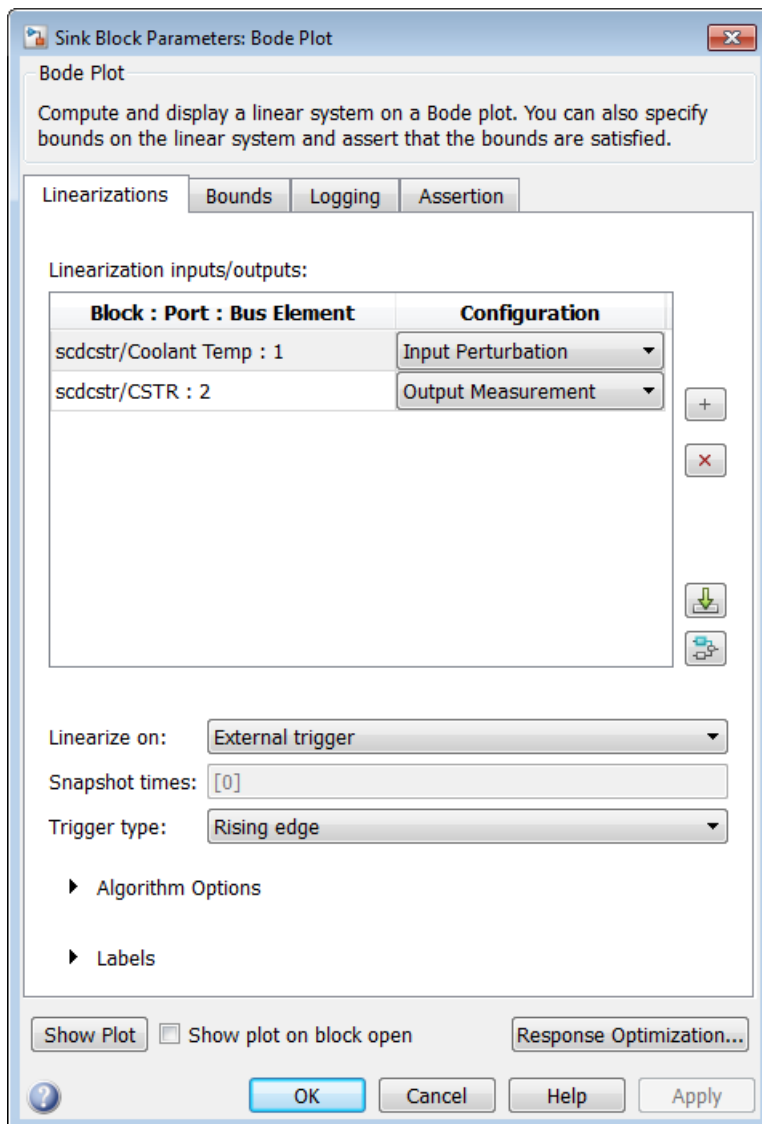 Sink Block Parameters: Bode Plot
Bode Plot
Compute and display a linear system on a Bode plot. You can also specify
bounds on the linear system and assert that the bounds are satisfied.
Linearizations Bounds Logging Assertion
Linearization inputs/outputs:
Block : Port : Bus Element Configuration
scdcstr/Coolant Temp : 1 Input Perturbation
scdcstr/CSTR : 2 Output Measurement
Linearize on: External trigger
Snapshot times: [0]
Trigger type: Rising edge
Algorithm Options
Labels
Show Plot Show plot on block open Response Optimization...
OK Cancel Help Apply